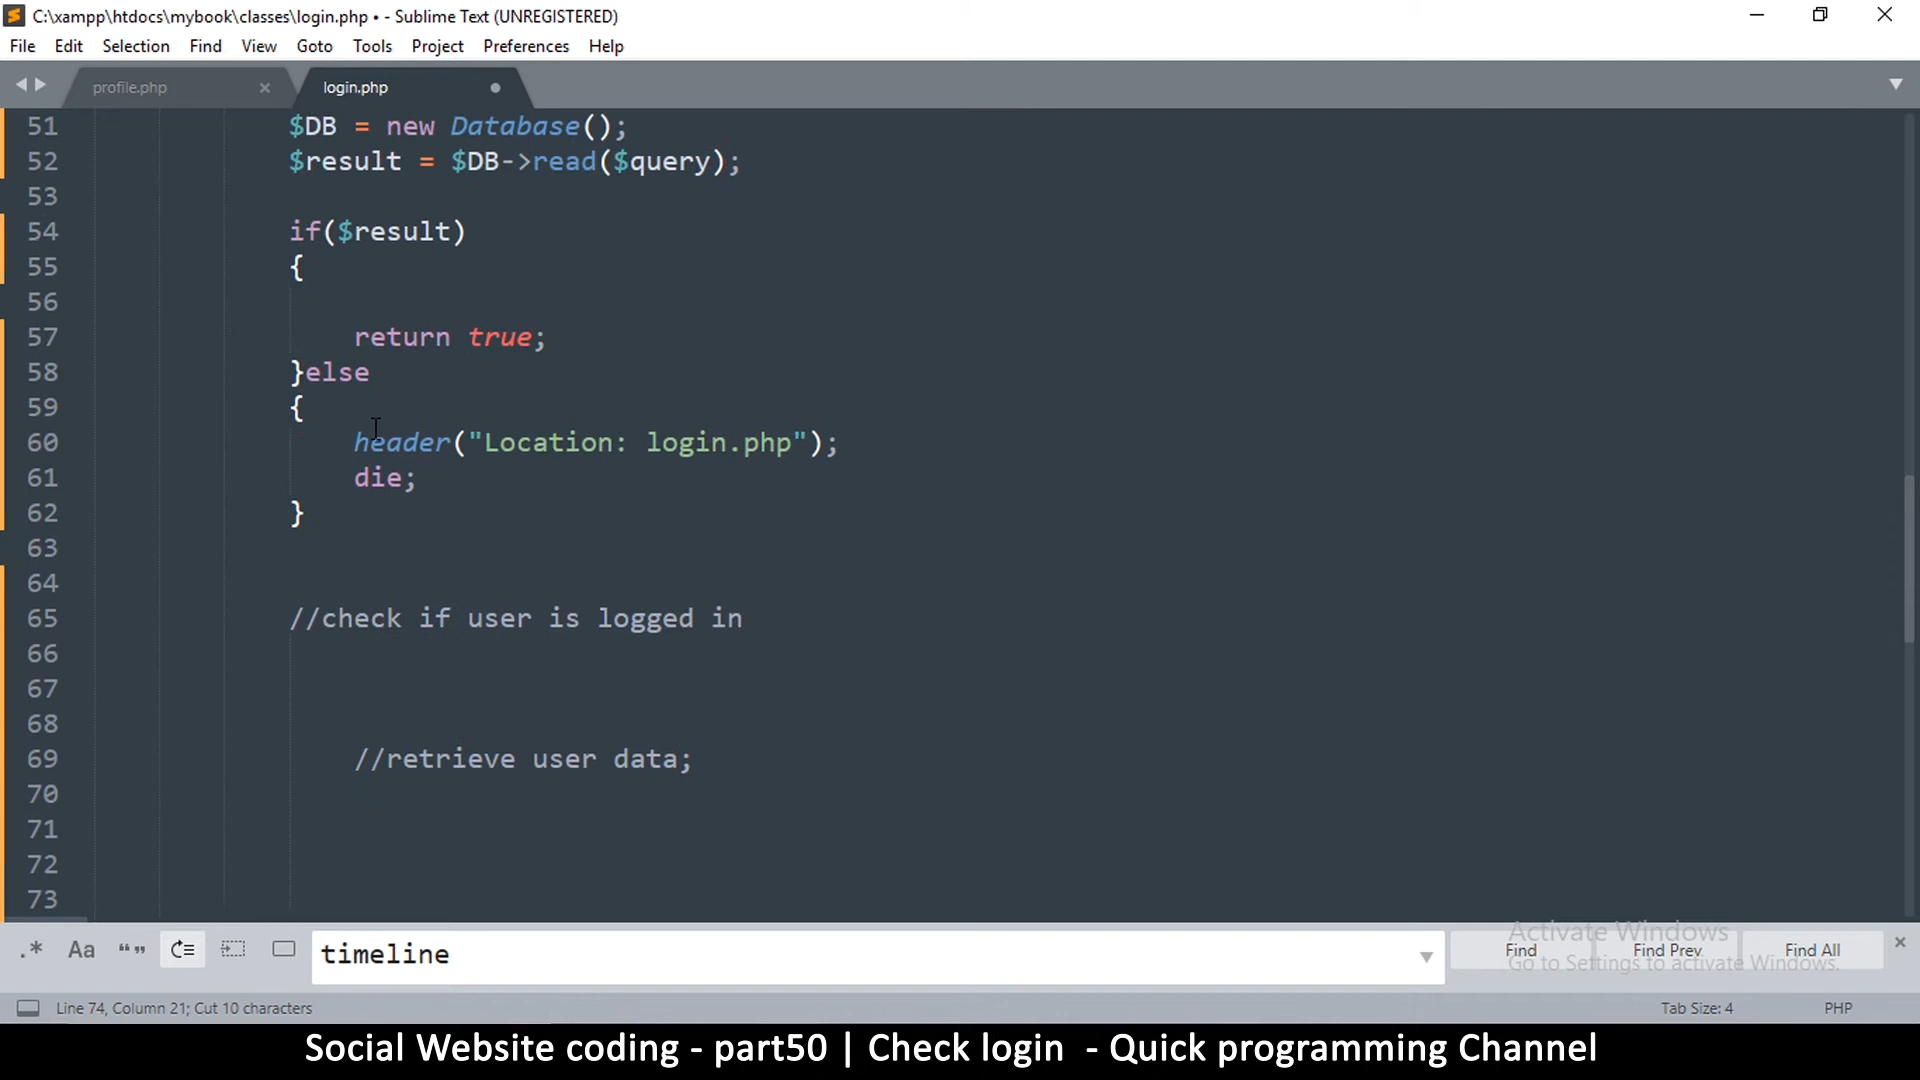 C:\xampp\htdocs\mybook\classes\login.php • - Sublime Text (UNREGISTERED)
File Edit Selection Find View Goto Tools Project Preferences Help
profile.php login.php
51 $DB = new Database();
52 $result = $DB->read($query);
53
54 if($result)
55 {
56
57 return true;
58 }else
59 {
60 header("Location: login.php");
61 die;
62 }
63
64
65 //check if user is logged in
66
67
68
69 //retrieve user data;
70
71
72
73
.* Aa “” timeline Find Find Prev Find All
Activate Windows
Go to Settings to activate Windows.
Line 74, Column 21; Cut 10 characters Tab Size: 4 PHP
Social Website coding - part50 | Check login - Quick programming Channel